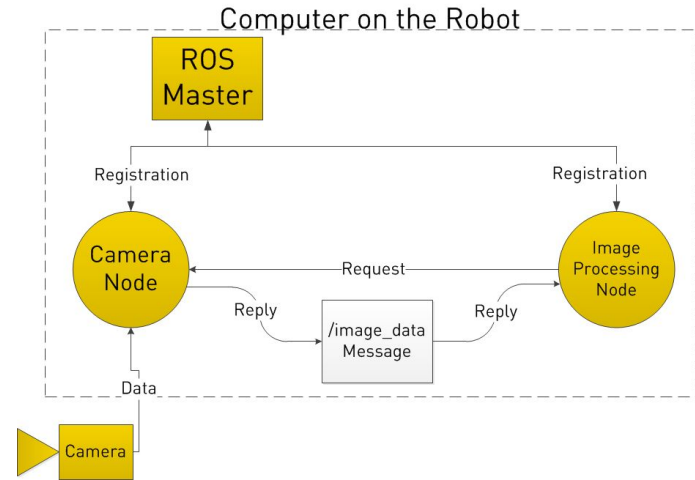 Computer on the Robot
ROS
Master
Registration
Registration
Camera
Node
Image
Processing
Node
Request
Reply
Reply
/image_data
Message
Data
Camera